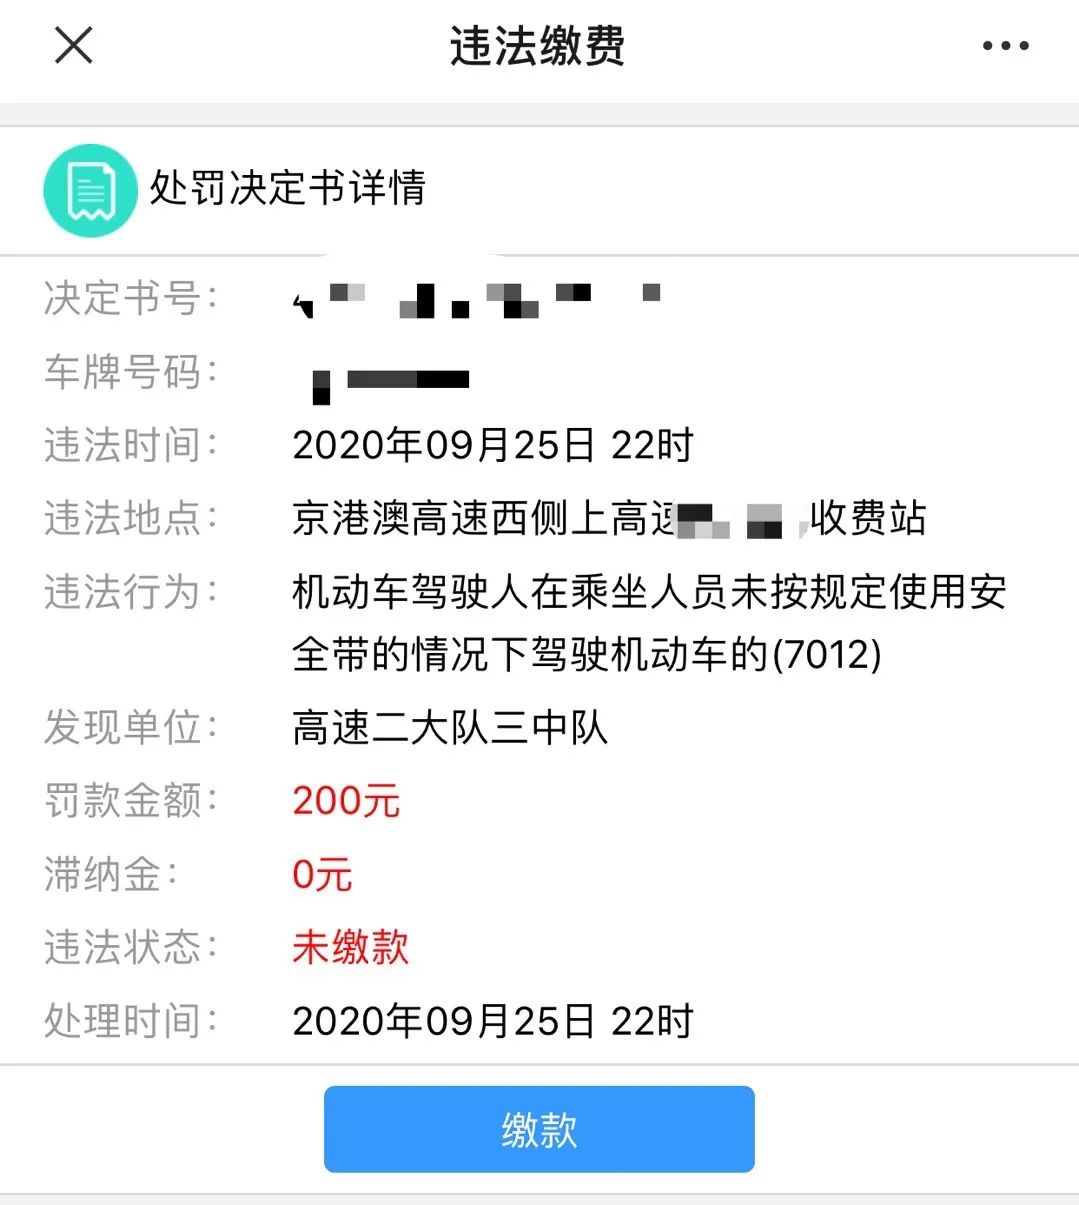 违法缴费
处罚决定书详情
决定书号：
车牌号码：
违法时间： 2020年09月25日 22时
违法地点： 京港澳高速西侧上高速 收费站
违法行为： 机动车驾驶人在乘坐人员未按规定使用安
全带的情况下驾驶机动车的(7012)
发现单位： 高速二大队三中队
罚款金额： 200元
滞纳金： 0元
违法状态： 未缴款
处理时间： 2020年09月25日 22时
缴款